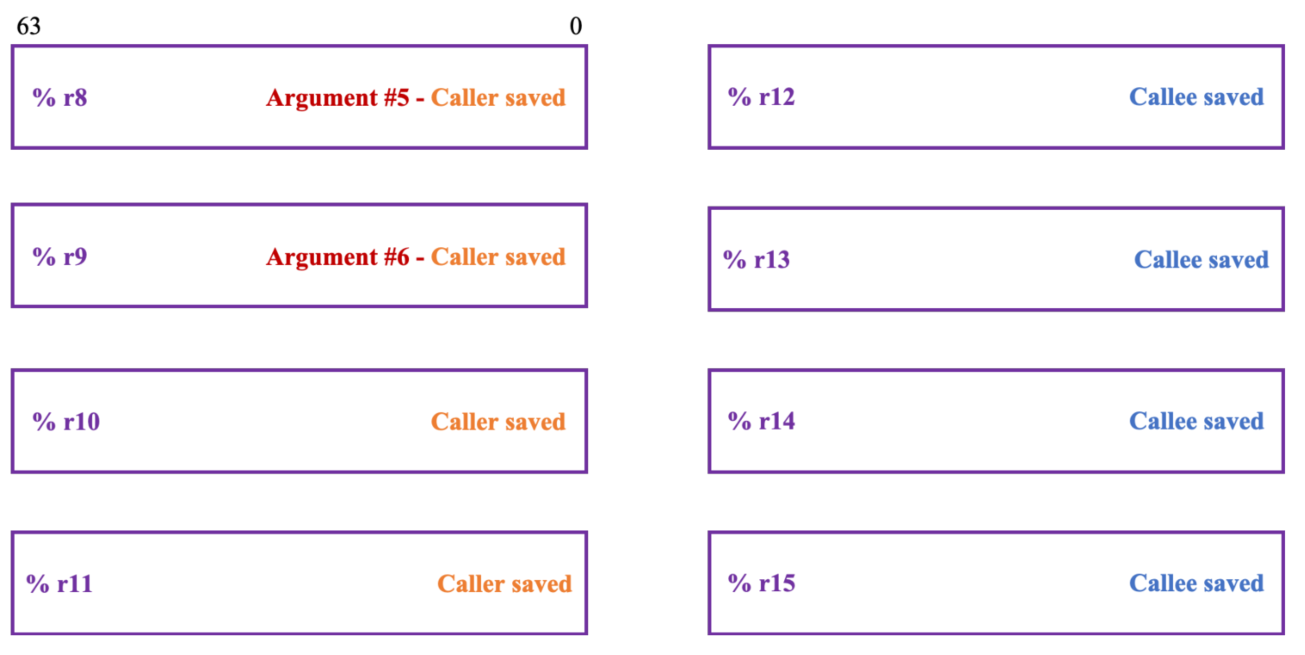 63 0
% r8 Argument #5 - Caller saved
% r12 Callee saved
% r9 Argument #6 - Caller saved
% r13 Callee saved
% r10 Caller saved
% r14 Callee saved
% r11 Caller saved
% r15 Callee saved